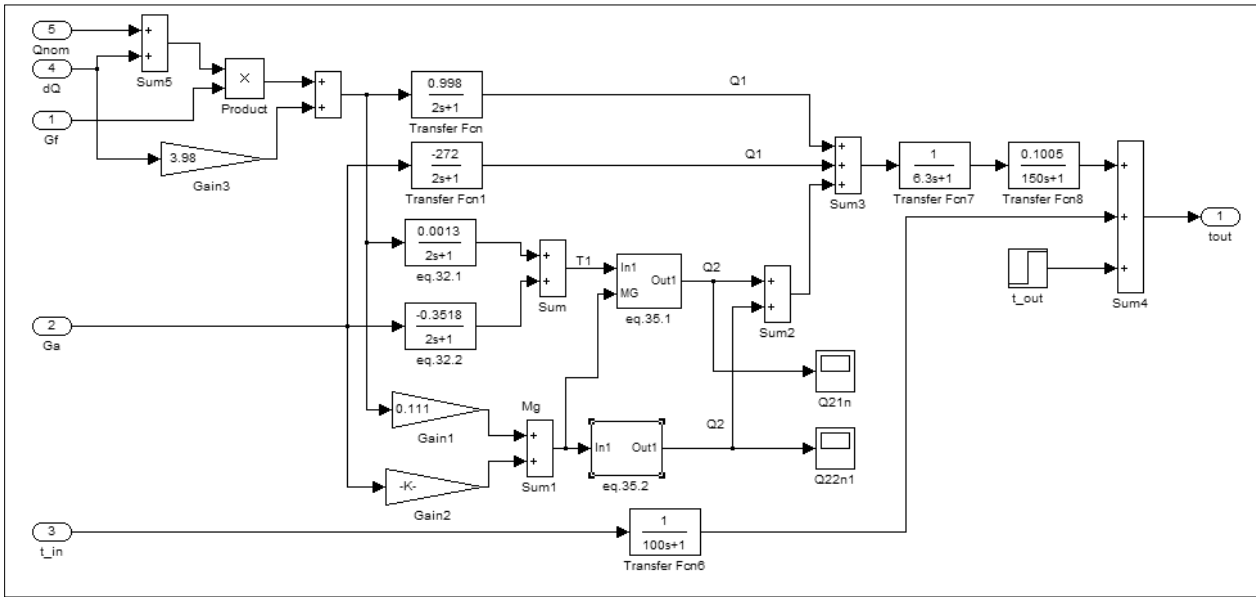 5
Qnom
4
dQ
1
Gf
+
+
Sum5
×
Product
+
+
3.98
Gain3
0.998
2s+1
Transfer Fcn
Q1
-272
2s+1
Transfer Fcn1
Q1
+
+
+
Sum3
1
6.3s+1
Transfer Fcn7
0.1005
150s+1
Transfer Fcn8
+
+
+
Sum4
1
tout
t_out
0.0013
2s+1
eq.32.1
+
+
Sum
T1
In1
MG
Out1
eq.35.1
Q2
+
+
Sum2
2
Ga
-0.3518
2s+1
eq.32.2
Q21n
0.111
Gain1
Mg
+
+
Sum1
In1
Out1
eq.35.2
Q2
Q22n1
-K-
Gain2
3
t_in
1
100s+1
Transfer Fcn6